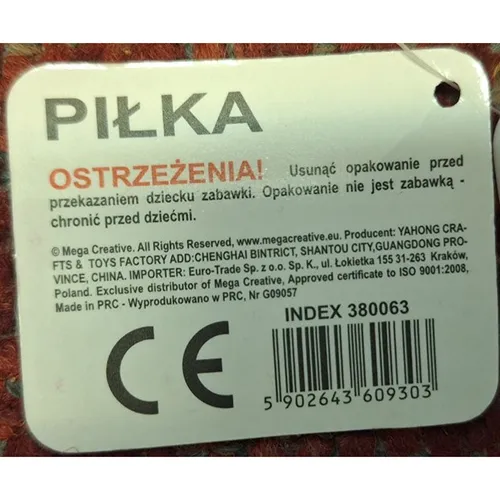 PIŁKA
OSTRZEŻENIA! Usunąć opakowanie przed
przekazaniem dziecku zabawki. Opakowanie nie jest zabawką -
chronić przed dziećmi.
© Mega Creative. All Rights Reserved, www.megacreative.eu. Producent: YAHONG CRA-
FTS & TOYS FACTORY ADD:CHENGHAI BINTRICT, SHANTOU CITY,GUANGDONG PRO-
VINCE, CHINA. IMPORTER: Euro-Trade Sp. z o.o. Sp. K., ul. Łokietka 155 31-263 Kraków,
Poland. Exclusive distributor of Mega Creative, Approved certificate to ISO 9001:2008,
Made in PRC - Wyprodukowano w PRC, Nr G09057
INDEX 380063
CE
5 902643 609303